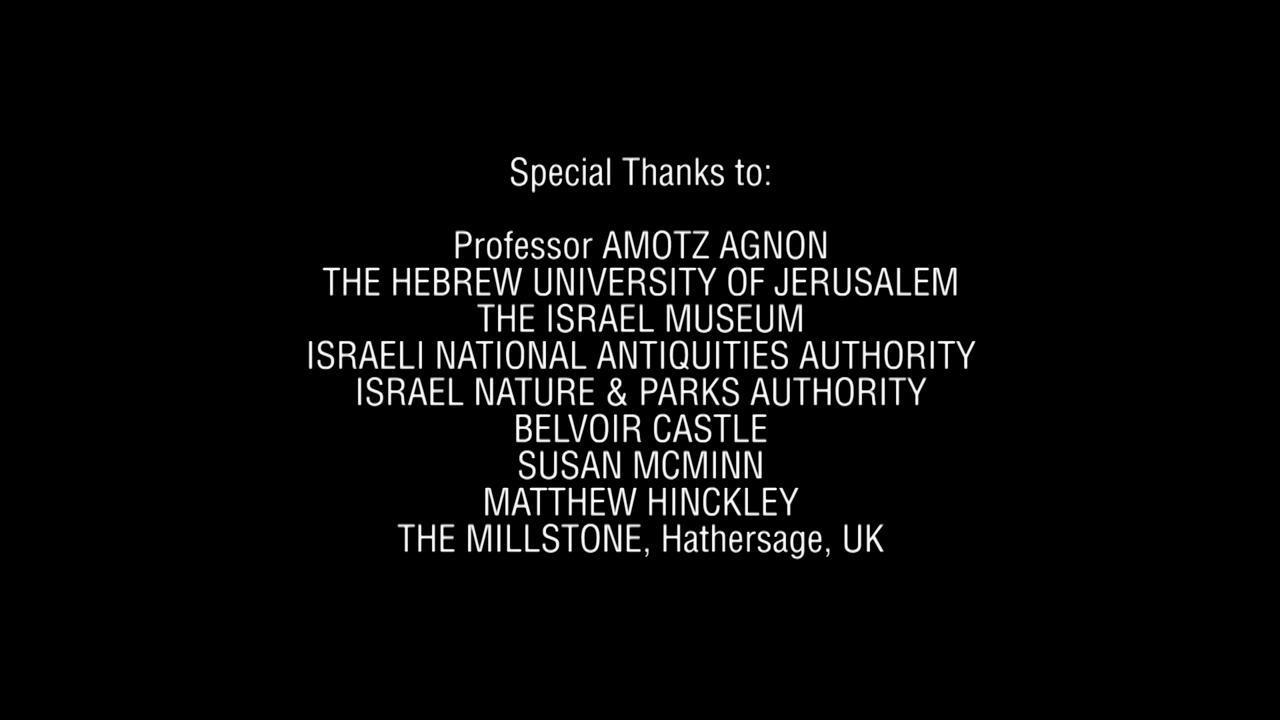 Special Thanks to:
Professor AMOTZ AGNON
THE HEBREW UNIVERSITY OF JERUSALEM
THE ISRAEL MUSEUM
ISRAELI NATIONAL ANTIQUITIES AUTHORITY
ISRAEL NATURE & PARKS AUTHORITY
BELVOIR CASTLE
SUSAN MCMINN
MATTHEW HINCKLEY
THE MILLSTONE, Hathersage, UK